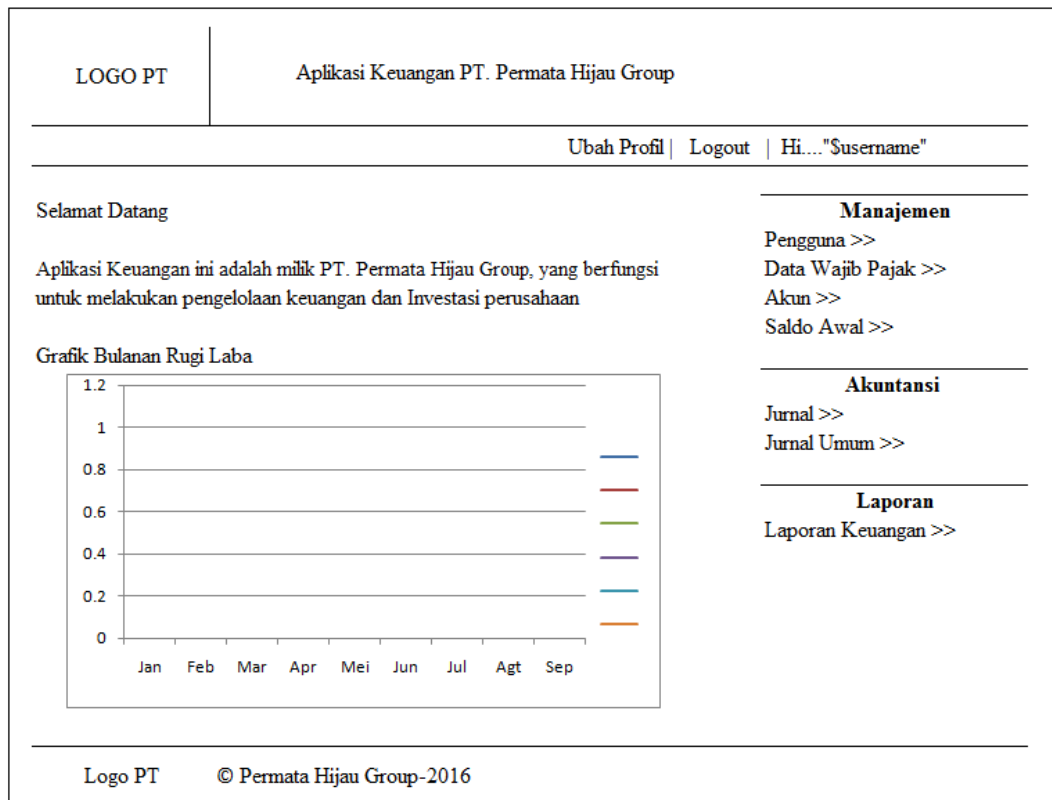 LOGO PT
Aplikasi Keuangan PT. Permata Hijau Group
Ubah Profil | Logout | Hi...."$username"
Selamat Datang
Aplikasi Keuangan ini adalah milik PT. Permata Hijau Group, yang berfungsi
untuk melakukan pengelolaan keuangan dan Investasi perusahaan
Grafik Bulanan Rugi Laba
1.2
1
0.8
0.6
0.4
0.2
0
Jan Feb Mar Apr Mei Jun Jul Agt Sep
Manajemen
Pengguna >>
Data Wajib Pajak >>
Akun >>
Saldo Awal >>
Akuntansi
Jurnal >>
Jurnal Umum >>
Laporan
Laporan Keuangan >>
Logo PT © Permata Hijau Group-2016